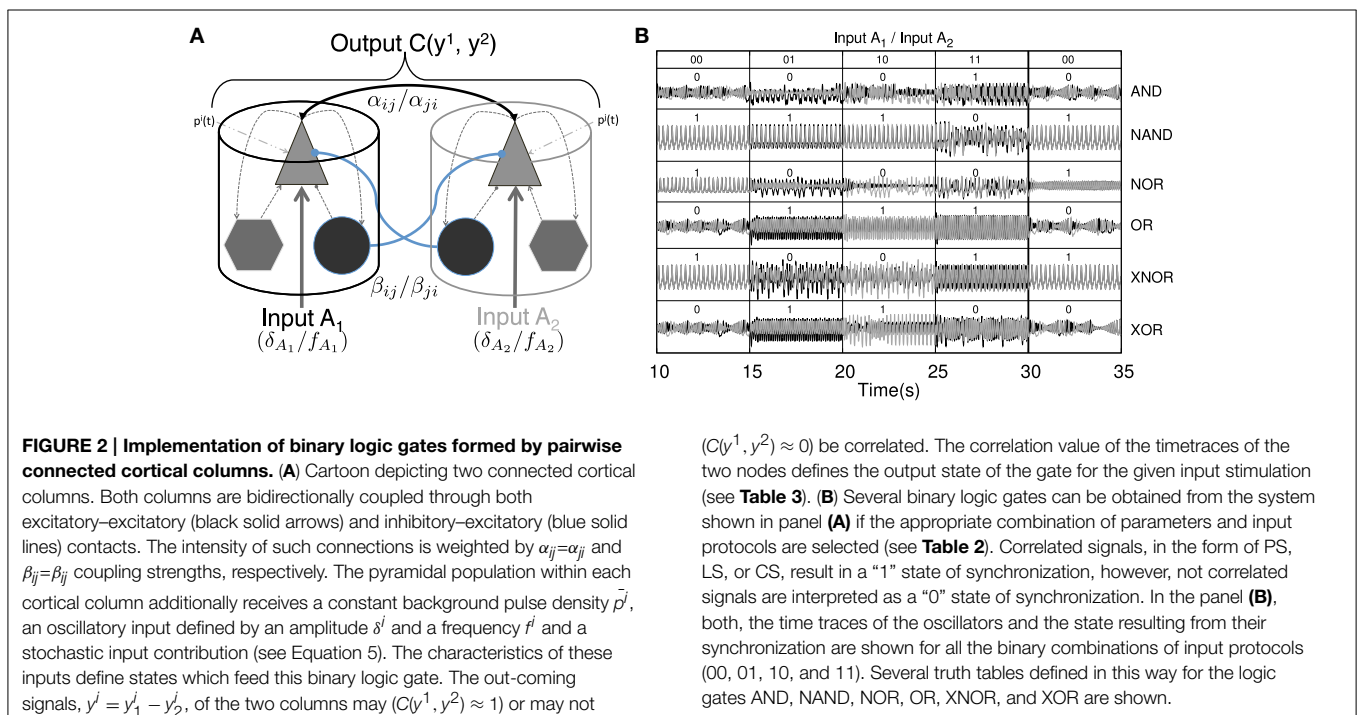 A
Output C(y¹, y²)
α_ij/α_ji
pⁱ(t)
pʲ(t)
β_ij/β_ji
Input A₁
(δ_A₁/f_A₁)
Input A₂
(δ_A₂/f_A₂)
B
Input A₁ / Input A₂
00 01 10 11 00
0 0 0 1 0 AND
1 1 1 0 1 NAND
1 0 0 0 1 NOR
0 1 1 1 0 OR
1 0 0 1 1 XNOR
0 1 1 0 0 XOR
10 15 20 25 30 35
Time(s)
FIGURE 2 | Implementation of binary logic gates formed by pairwise
connected cortical columns. (A) Cartoon depicting two connected cortical
columns. Both columns are bidirectionally coupled through both
excitatory–excitatory (black solid arrows) and inhibitory–excitatory (blue solid
lines) contacts. The intensity of such connections is weighted by α_ij=α_ji and
β_ij=β_ij coupling strengths, respectively. The pyramidal population within each
cortical column additionally receives a constant background pulse density p̄ⁱ,
an oscillatory input defined by an amplitude δⁱ and a frequency fⁱ and a
stochastic input contribution (see Equation 5). The characteristics of these
inputs define states which feed this binary logic gate. The out-coming
signals, yⁱ = yⁱ₁ − yⁱ₂, of the two columns may (C(y¹, y²) ≈ 1) or may not
(C(y¹, y²) ≈ 0) be correlated. The correlation value of the timetraces of the
two nodes defines the output state of the gate for the given input stimulation
(see Table 3). (B) Several binary logic gates can be obtained from the system
shown in panel (A) if the appropriate combination of parameters and input
protocols are selected (see Table 2). Correlated signals, in the form of PS,
LS, or CS, result in a “1” state of synchronization, however, not correlated
signals are interpreted as a “0” state of synchronization. In the panel (B),
both, the time traces of the oscillators and the state resulting from their
synchronization are shown for all the binary combinations of input protocols
(00, 01, 10, and 11). Several truth tables defined in this way for the logic
gates AND, NAND, NOR, OR, XNOR, and XOR are shown.